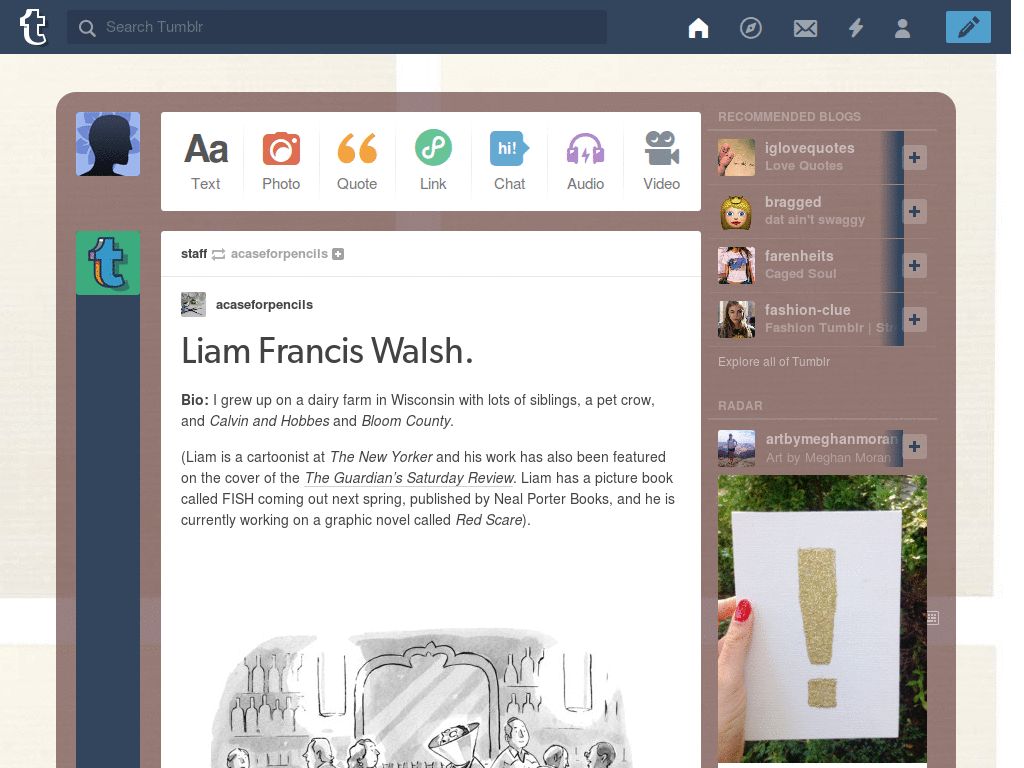 t Search Tumblr
Aa hi!
Text Photo Quote Link Chat Audio Video
staff acaseforpencils
acaseforpencils
Liam Francis Walsh.
Bio: I grew up on a dairy farm in Wisconsin with lots of siblings, a pet crow,
and Calvin and Hobbes and Bloom County.
(Liam is a cartoonist at The New Yorker and his work has also been featured
on the cover of the The Guardian's Saturday Review. Liam has a picture book
called FISH coming out next spring, published by Neal Porter Books, and he is
currently working on a graphic novel called Red Scare).
RECOMMENDED BLOGS
iglovequotes
Love Quotes
bragged
dat ain't swaggy
farenheits
Caged Soul
fashion-clue
Fashion Tumblr | Str
Explore all of Tumblr
RADAR
artbymeghanmoran
Art by Meghan Moran
!